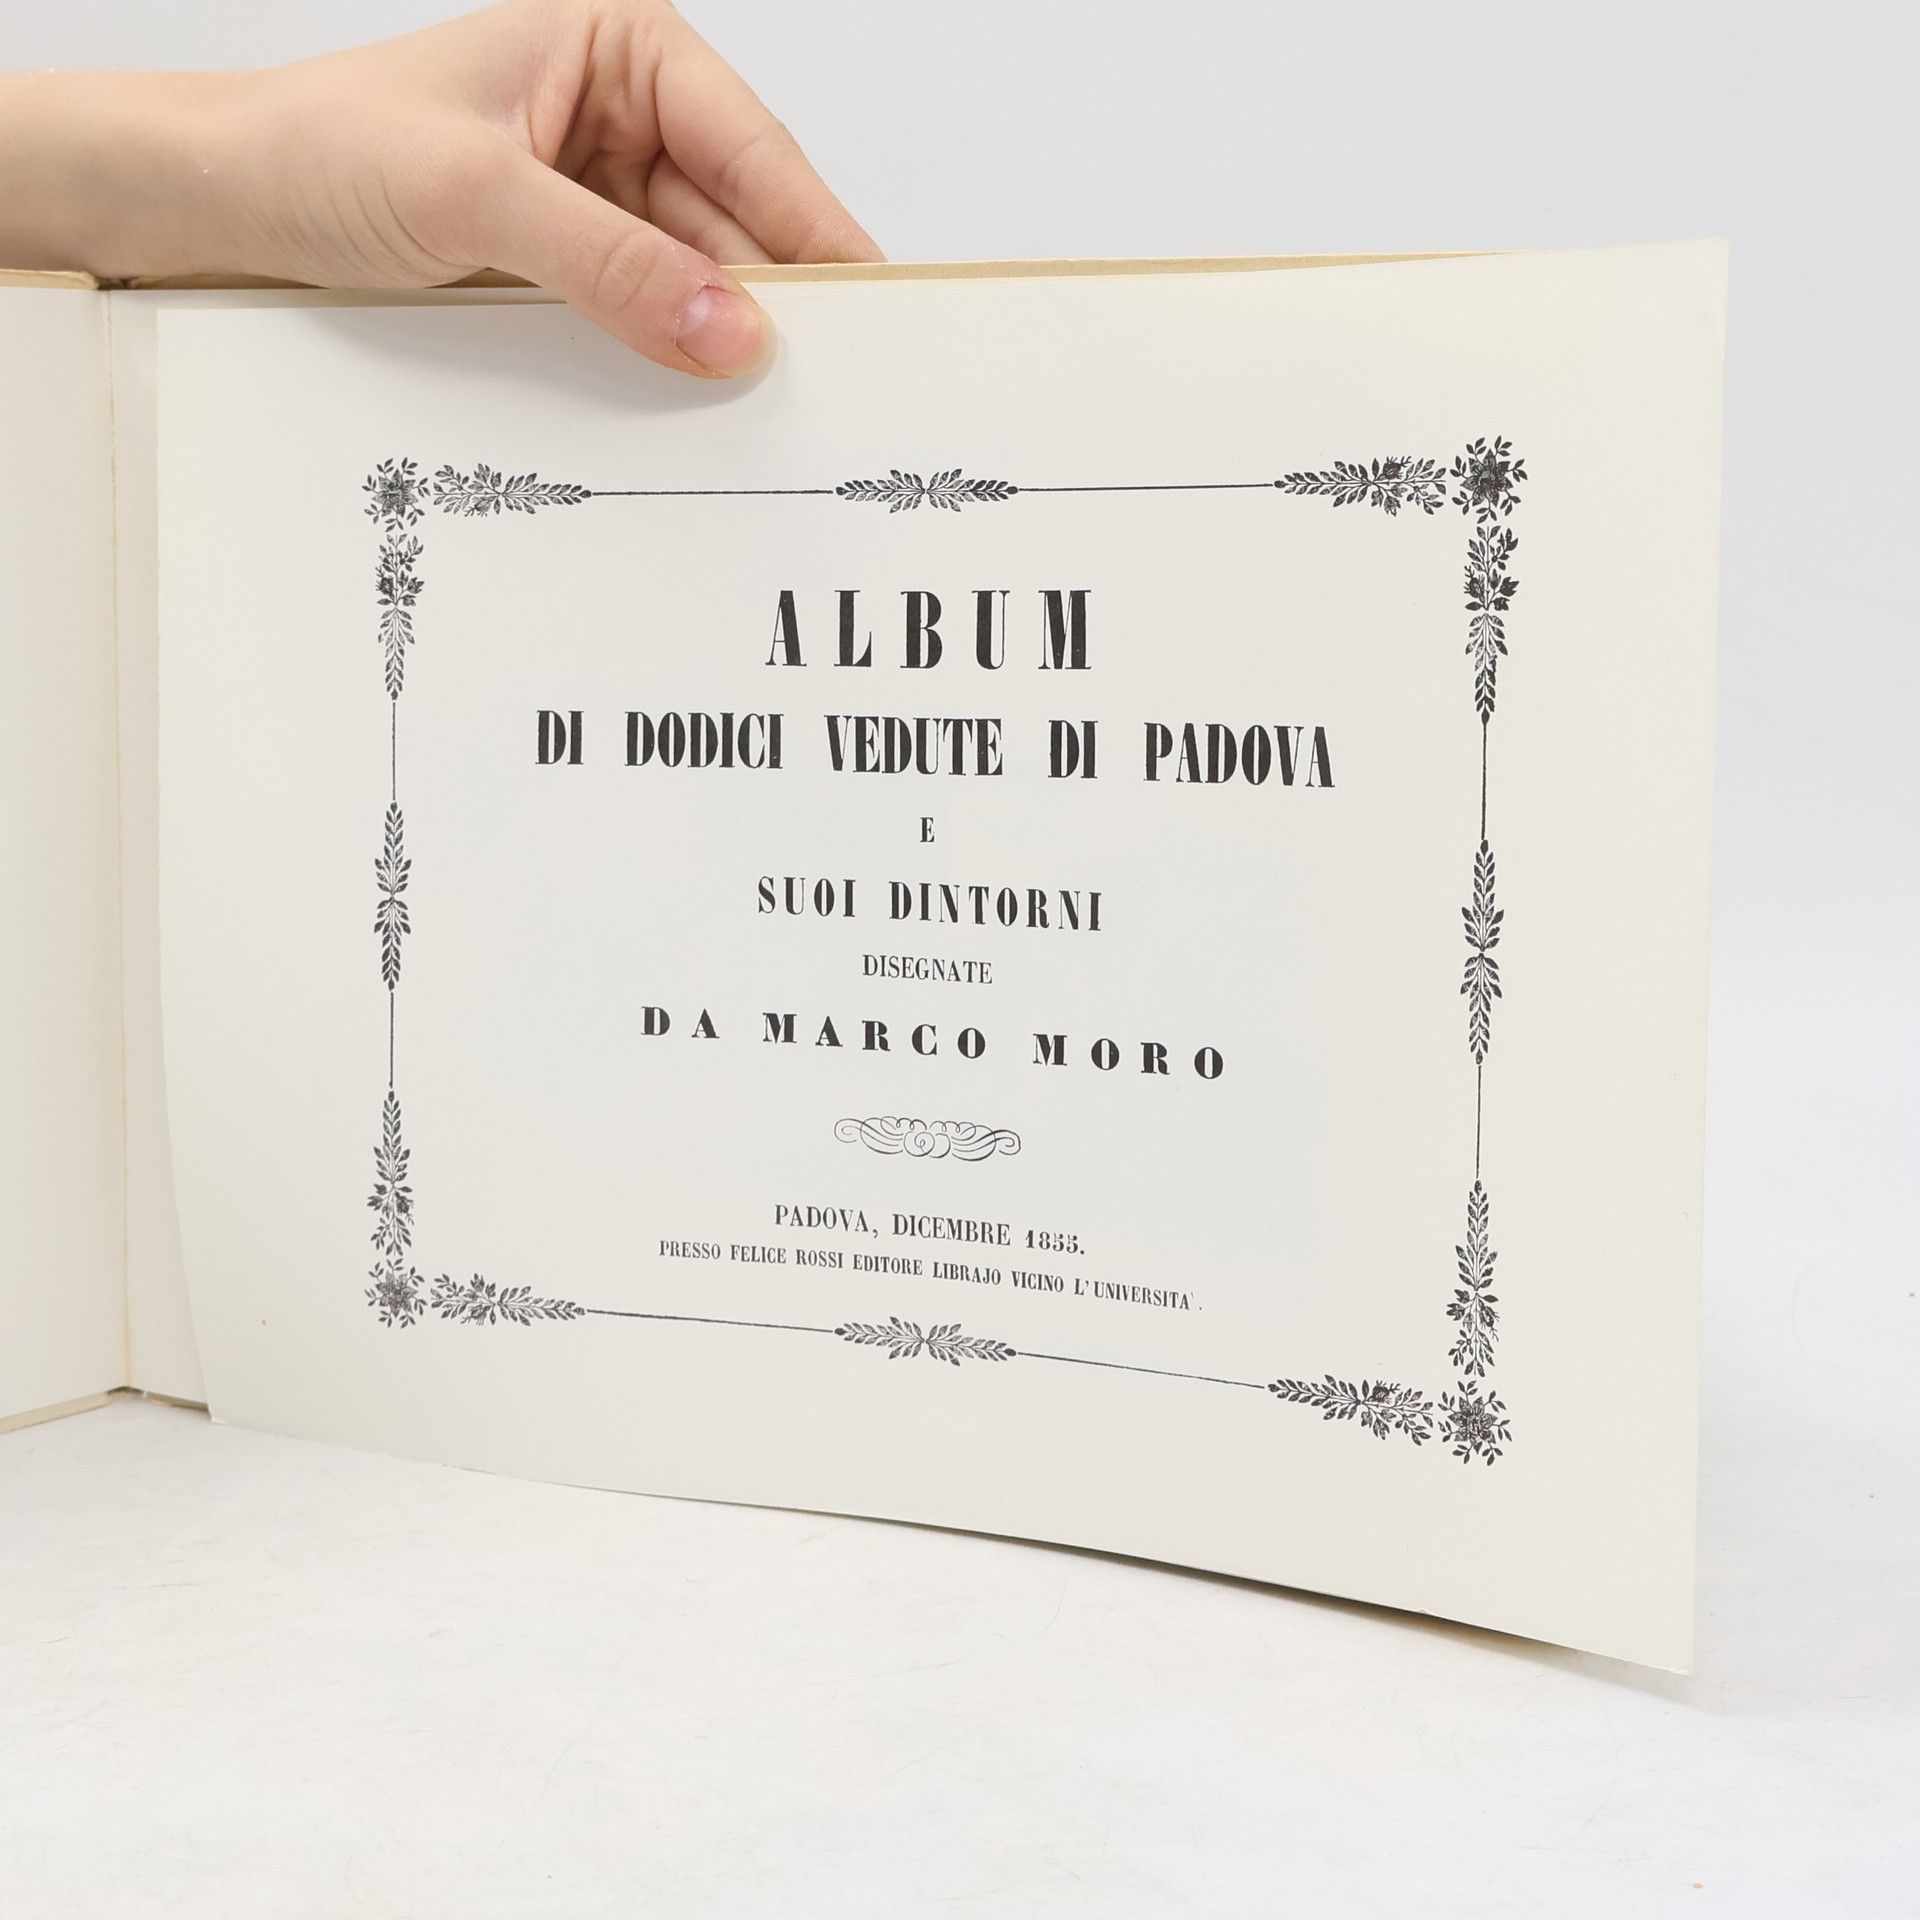 ALBUM
DI DODICI VEDUTE DI PADOVA
E
SUOI DINTORNI
DISEGNATE
DA MARCO MORO
PADOVA, DICEMBRE 1855.
PRESSO FELICE ROSSI EDITORE LIBRAJO VICINO L'UNIVERSITA'.